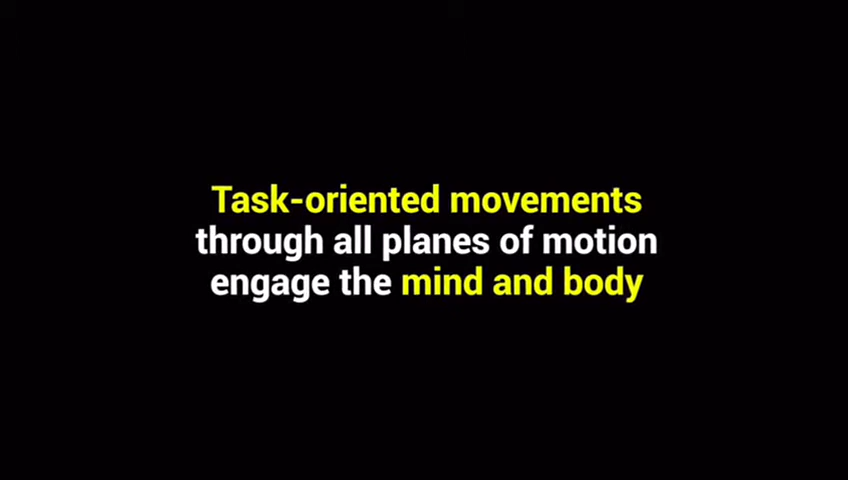 Task-oriented movements
through all planes of motion
engage the mind and body